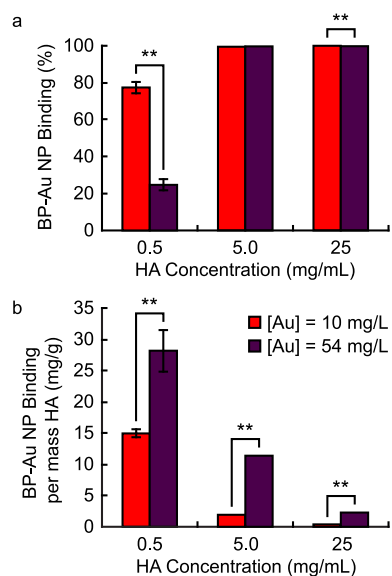 a
BP-Au NP Binding (%)
100
80
60
40
20
0
**
**
0.5 5.0 25
HA Concentration (mg/mL)
b
BP-Au NP Binding
per mass HA (mg/g)
35
30
25
20
15
10
5
0
**
**
**
[Au] = 10 mg/L
[Au] = 54 mg/L
0.5 5.0 25
HA Concentration (mg/mL)